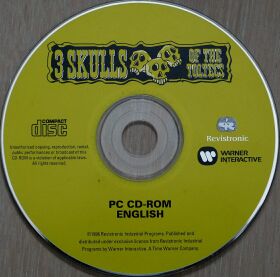 3 SKULLS
OF THE
TOLTECS
COMPACT
disc
Unauthorized copying, reproduction, rental,
public performance or broadcast of this
CD-ROM is a violation of applicable laws.
All rights reserved.
Revistronic
WARNER
INTERACTIVE
PC CD-ROM
ENGLISH
©1996 Revistronic Industrial Programs. Published and
distributed under exclusive licence from Revistronic Industrial
Programs by Warner Interactive. A Time Warner Company.